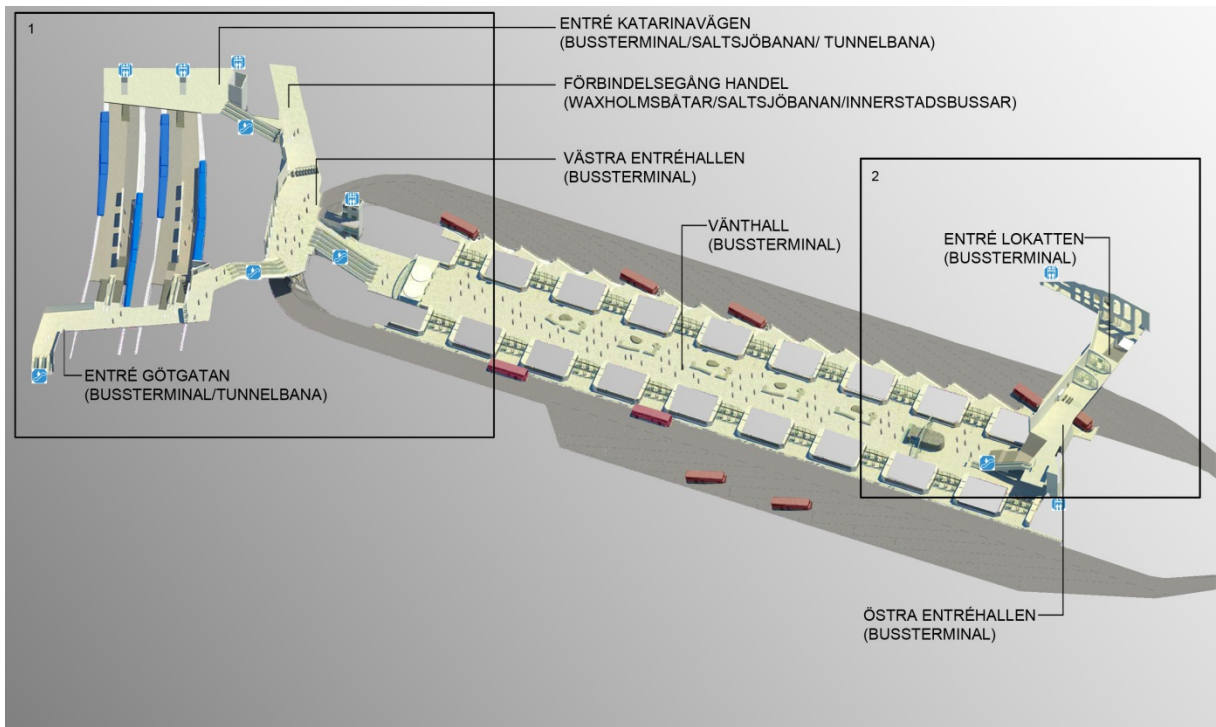 1
ENTRÉ KATARINAVÄGEN
(BUSSTERMINAL/SALTSJÖBANAN/ TUNNELBANA)
FÖRBINDELSEGÅNG HANDEL
(WAXHOLMSBÅTAR/SALTSJÖBANAN/INNERSTADSBUSSAR)
VÄSTRA ENTRÉHALLEN
(BUSSTERMINAL)
2
VÄNTHALL
(BUSSTERMINAL)
ENTRÉ LOKATTEN
(BUSSTERMINAL)
ENTRÉ GÖTGATAN
(BUSSTERMINAL/TUNNELBANA)
ÖSTRA ENTRÉHALLEN
(BUSSTERMINAL)